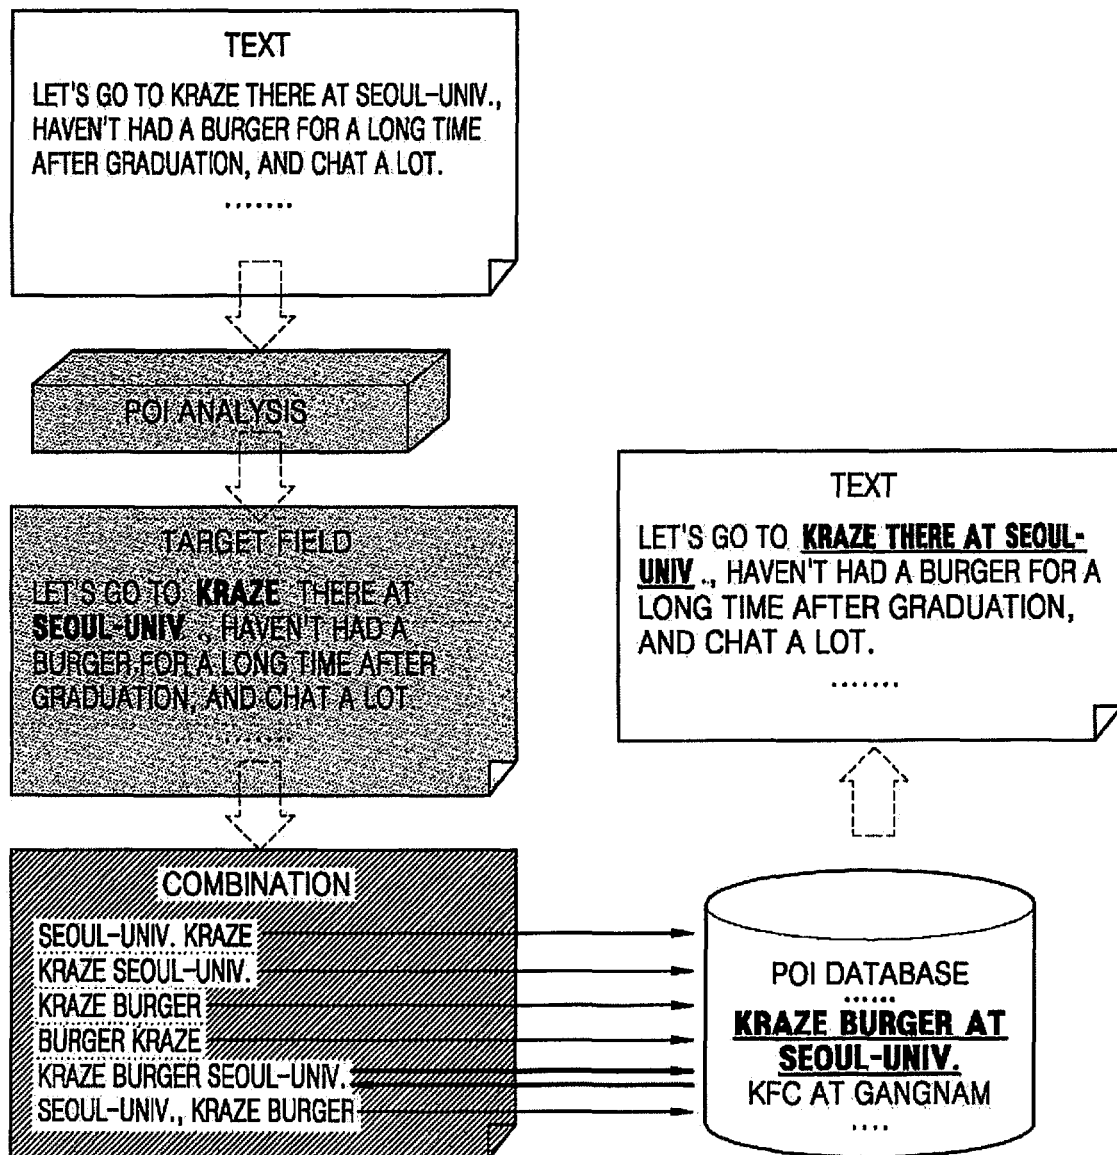 TEXT
LET'S GO TO KRAZE THERE AT SEOUL-UNIV.,
HAVEN'T HAD A BURGER FOR A LONG TIME
AFTER GRADUATION, AND CHAT A LOT.
.......
POI ANALYSIS
TARGET FIELD
LET'S GO TO KRAZE THERE AT
SEOUL-UNIV ., HAVEN'T HAD A
BURGER FOR A LONG TIME AFTER
GRADUATION, AND CHAT A LOT.
.......
COMBINATION
SEOUL-UNIV. KRAZE
KRAZE SEOUL-UNIV.
KRAZE BURGER
BURGER KRAZE
KRAZE BURGER SEOUL-UNIV.
SEOUL-UNIV., KRAZE BURGER
TEXT
LET'S GO TO KRAZE THERE AT SEOUL-
UNIV ., HAVEN'T HAD A BURGER FOR A
LONG TIME AFTER GRADUATION,
AND CHAT A LOT.
.......
POI DATABASE
......
KRAZE BURGER AT
SEOUL-UNIV.
KFC AT GANGNAM
....